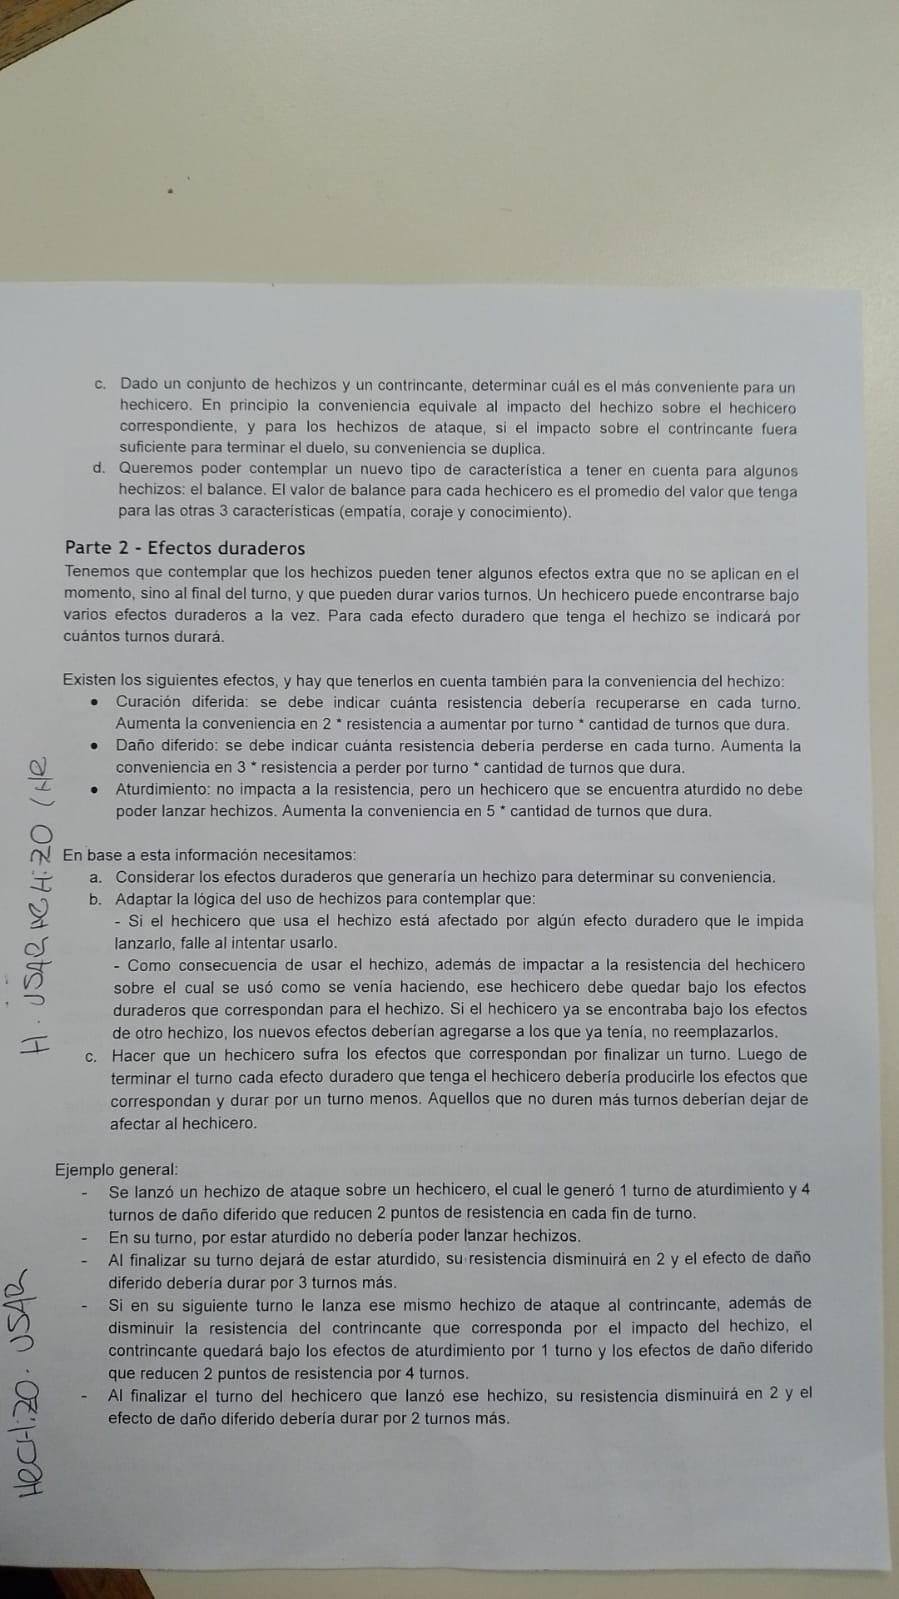 c. Dado un conjunto de hechizos y un contrincante, determinar cuál es el más conveniente para un
hechicero. En principio la conveniencia equivale al impacto del hechizo sobre el hechicero
correspondiente, y para los hechizos de ataque, si el impacto sobre el contrincante fuera
suficiente para terminar el duelo, su conveniencia se duplica.
d. Queremos poder contemplar un nuevo tipo de característica a tener en cuenta para algunos
hechizos: el balance. El valor de balance para cada hechicero es el promedio del valor que tenga
para las otras 3 características (empatía, coraje y conocimiento).
Parte 2 - Efectos duraderos
Tenemos que contemplar que los hechizos pueden tener algunos efectos extra que no se aplican en el
momento, sino al final del turno, y que pueden durar varios turnos. Un hechicero puede encontrarse bajo
varios efectos duraderos a la vez. Para cada efecto duradero que tenga el hechizo se indicará por
cuántos turnos durará.
Existen los siguientes efectos, y hay que tenerlos en cuenta también para la conveniencia del hechizo:
● Curación diferida: se debe indicar cuánta resistencia debería recuperarse en cada turno.
Aumenta la conveniencia en 2 * resistencia a aumentar por turno * cantidad de turnos que dura.
● Daño diferido: se debe indicar cuánta resistencia debería perderse en cada turno. Aumenta la
conveniencia en 3 * resistencia a perder por turno * cantidad de turnos que dura.
● Aturdimiento: no impacta a la resistencia, pero un hechicero que se encuentra aturdido no debe
poder lanzar hechizos. Aumenta la conveniencia en 5 * cantidad de turnos que dura.
En base a esta información necesitamos:
a. Considerar los efectos duraderos que generaría un hechizo para determinar su conveniencia.
b. Adaptar la lógica del uso de hechizos para contemplar que:
- Si el hechicero que usa el hechizo está afectado por algún efecto duradero que le impida
lanzarlo, falle al intentar usarlo.
- Como consecuencia de usar el hechizo, además de impactar a la resistencia del hechicero
sobre el cual se usó como se venía haciendo, ese hechicero debe quedar bajo los efectos
duraderos que correspondan para el hechizo. Si el hechicero ya se encontraba bajo los efectos
de otro hechizo, los nuevos efectos deberían agregarse a los que ya tenía, no reemplazarlos.
c. Hacer que un hechicero sufra los efectos que correspondan por finalizar un turno. Luego de
terminar el turno cada efecto duradero que tenga el hechicero debería producirle los efectos que
correspondan y durar por un turno menos. Aquellos que no duren más turnos deberían dejar de
afectar al hechicero.
Ejemplo general:
- Se lanzó un hechizo de ataque sobre un hechicero, el cual le generó 1 turno de aturdimiento y 4
turnos de daño diferido que reducen 2 puntos de resistencia en cada fin de turno.
- En su turno, por estar aturdido no debería poder lanzar hechizos.
- Al finalizar su turno dejará de estar aturdido, su resistencia disminuirá en 2 y el efecto de daño
diferido debería durar por 3 turnos más.
- Si en su siguiente turno le lanza ese mismo hechizo de ataque al contrincante, además de
disminuir la resistencia del contrincante que corresponda por el impacto del hechizo, el
contrincante quedará bajo los efectos de aturdimiento por 1 turno y los efectos de daño diferido
que reducen 2 puntos de resistencia por 4 turnos.
- Al finalizar el turno del hechicero que lanzó ese hechizo, su resistencia disminuirá en 2 y el
efecto de daño diferido debería durar por 2 turnos más.
H. USAR HECHIZO (HE
HECHIZO. USAR